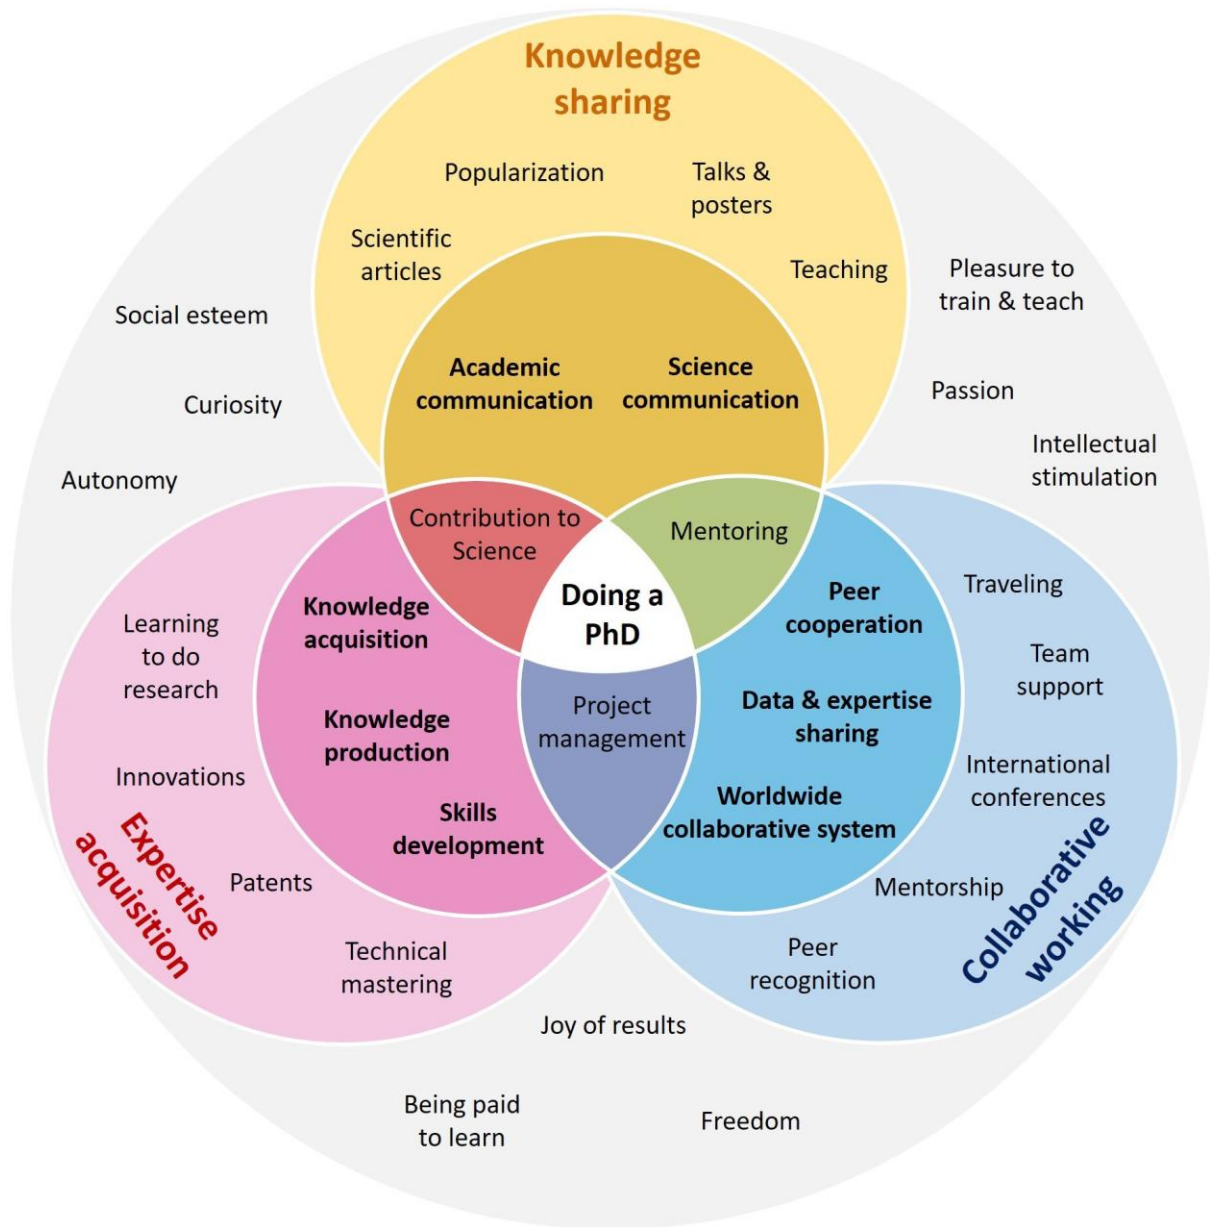 Knowledge
sharing
Popularization
Talks &
posters
Scientific
articles
Teaching
Pleasure to
train & teach
Social esteem
Academic
communication
Science
communication
Curiosity
Passion
Intellectual
stimulation
Autonomy
Contribution to
Science
Mentoring
Doing a
PhD
Knowledge
acquisition
Peer
cooperation
Traveling
Learning
to do
research
Team
support
Knowledge
production
Project
management
Data & expertise
sharing
Innovations
International
conferences
Skills
development
Worldwide
collaborative system
Expertise
acquisition
Patents
Mentorship
Collaborative
working
Technical
mastering
Peer
recognition
Joy of results
Being paid
to learn
Freedom